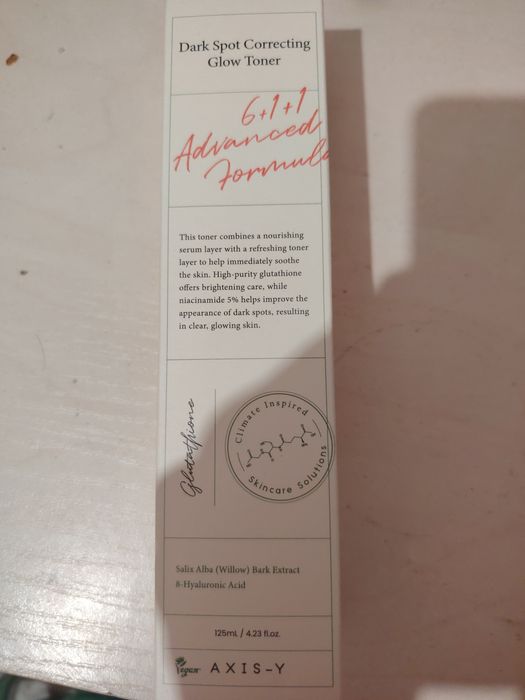 Dark Spot Correcting
Glow Toner
6+1+1
Advanced
Formula
This toner combines a nourishing
serum layer with a refreshing toner
layer to help immediately soothe
the skin. High-purity glutathione
offers brightening care, while
niacinamide 5% helps improve the
appearance of dark spots, resulting
in clear, glowing skin.
Glutathione
Climate Inspired
Skincare Solutions
Salix Alba (Willow) Bark Extract
8-Hyaluronic Acid
125mL / 4.23 fl.oz.
Vegan AXIS-Y